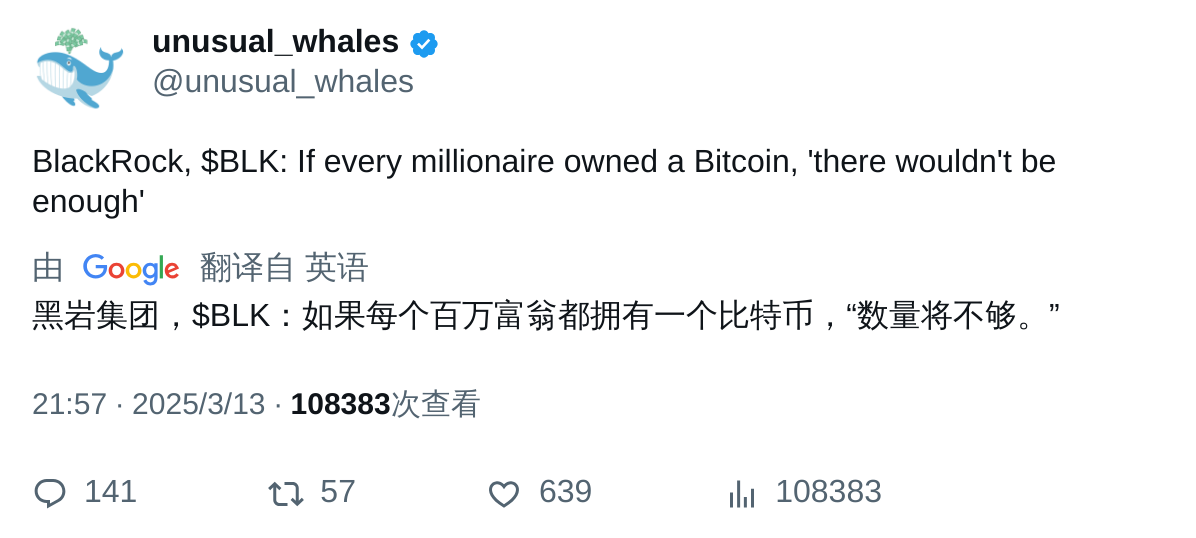 unusual_whales
@unusual_whales
BlackRock, $BLK: If every millionaire owned a Bitcoin, 'there wouldn't be
enough'
由 Google 翻译自 英语
黑岩集团，$BLK：如果每个百万富翁都拥有一个比特币，“数量将不够。”
21:57 · 2025/3/13 · 108383次查看
141 57 639 108383